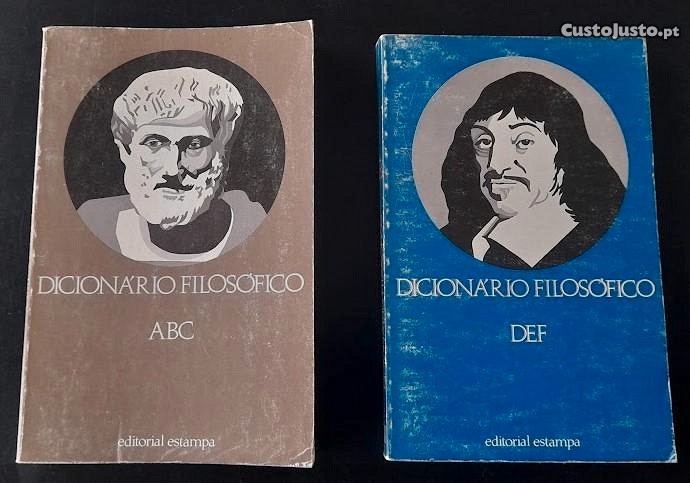 CustoJusto.pt
DICIONÁRIO FILOSÓFICO
ABC
editorial estampa
DICIONÁRIO FILOSÓFICO
DEF
editorial estampa